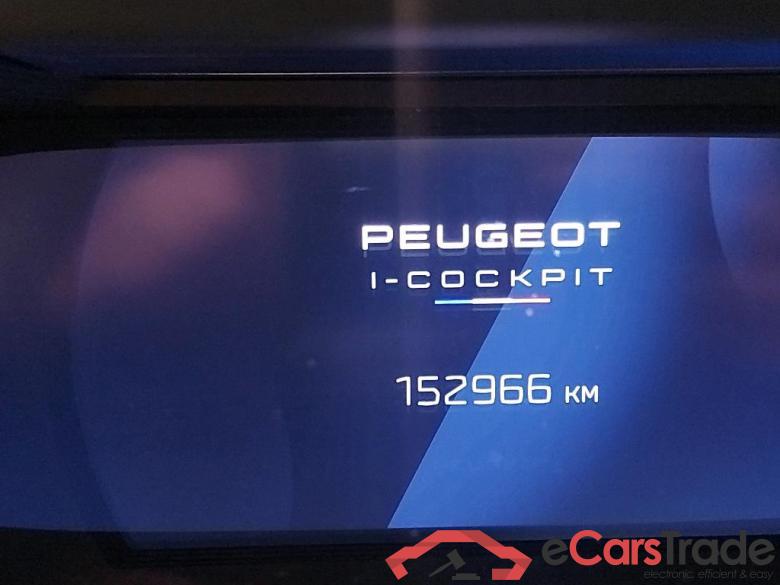 PEUGEOT
I-COCKPIT
152966 KM
eCarsTrade
electronic, efficient & easy